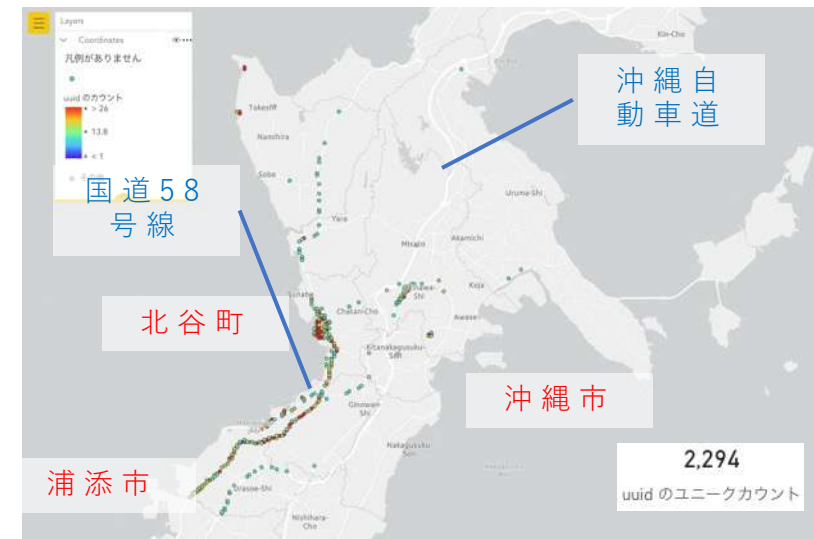 Layers
Coordinates
凡例がありません
uuid のカウント
> 26
13.8
< 1
沖縄自
動車道
国道58
号線
北谷町
浦添市
沖縄市
2,294
uuid のユニークカウント
Kin-Cho
Namihira
Sobe
Yara
Uruma-Shi
Misato
Akamichi
Koja
Awase
Sunabe
Chatan-Cho
Kitanakagusuku-
Son
Ginowan-
Shi
Nakagusuku-
Son
Urasoe-Shi
Nishihara-
Cho